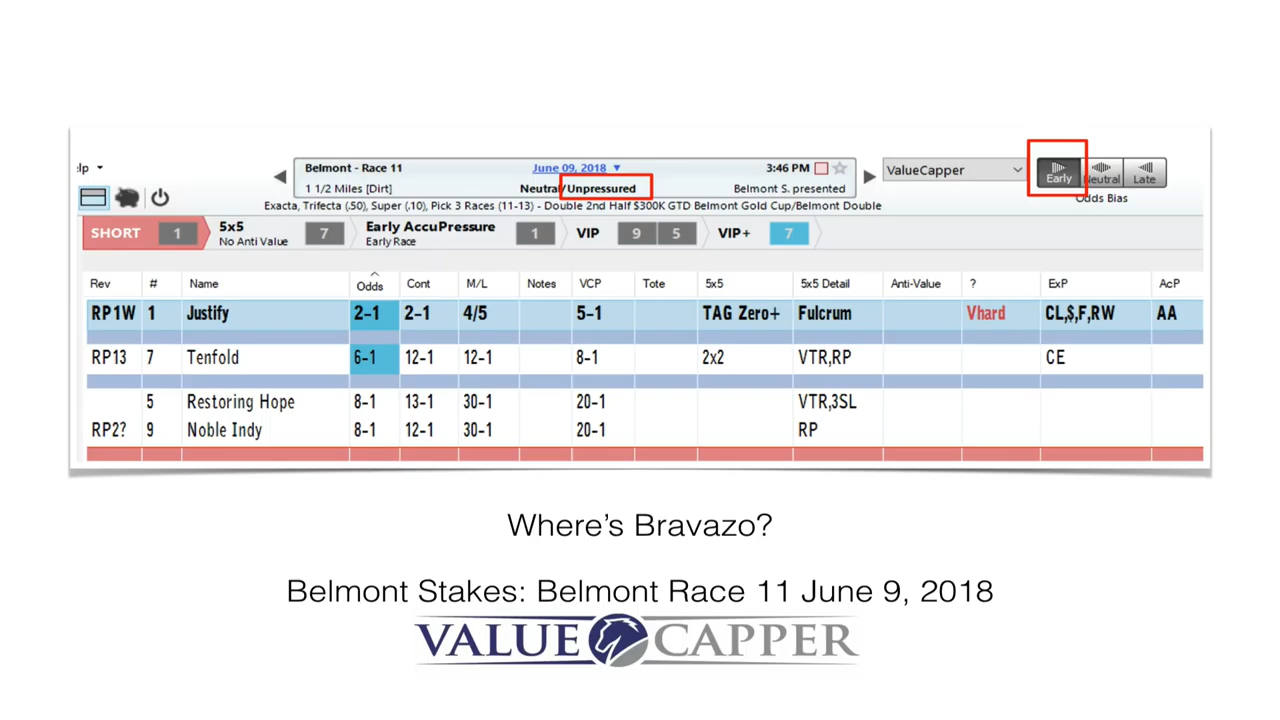 elp
Belmont - Race 11 June 09, 2018 3:46 PM
1 1/2 Miles [Dirt] Neutral/Unpressured Belmont S. presented
Exacta, Trifecta (.50), Super (.10), Pick 3 Races (11-13) - Double 2nd Half $300K GTD Belmont Gold Cup/Belmont Double
ValueCapper Early Neutral Late
Odds Bias
SHORT 1 5x5 7 Early AccuPressure 1 VIP 9 5 VIP+ 7
No Anti Value Early Race
Rev # Name Odds Cont M/L Notes VCP Tote 5x5 5x5 Detail Anti-Value ? ExP AcP
RP1W 1 Justify 2-1 2-1 4/5 5-1 TAG Zero+ Fulcrum Vhard CL,$,F,RW AA
RP13 7 Tenfold 6-1 12-1 12-1 8-1 2x2 VTR,RP CE
5 Restoring Hope 8-1 13-1 30-1 20-1 VTR,3SL
RP2? 9 Noble Indy 8-1 12-1 30-1 20-1 RP
Where's Bravazo?
Belmont Stakes: Belmont Race 11 June 9, 2018
VALUE CAPPER